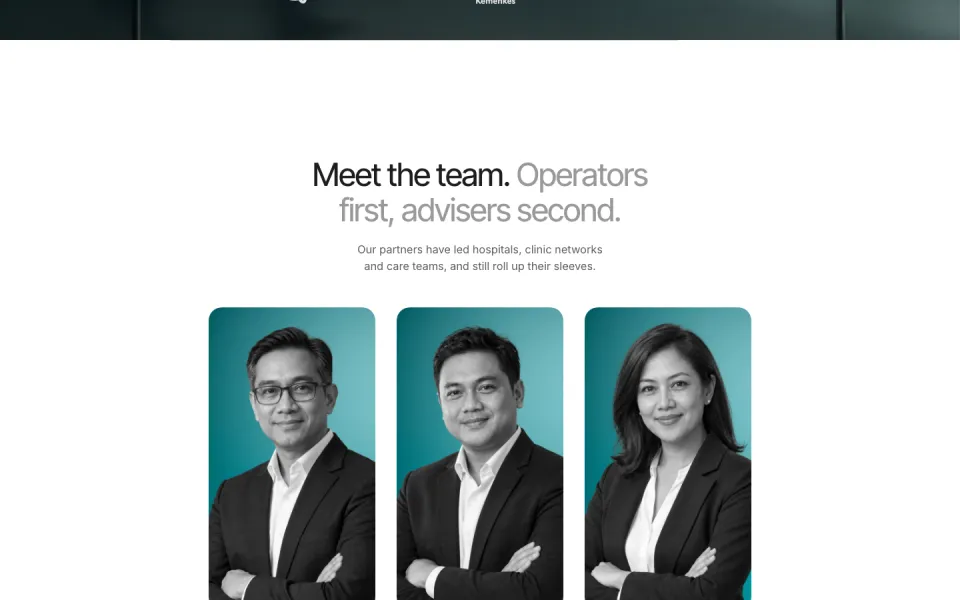 Kemenkes
Meet the team. Operators
first, advisers second.
Our partners have led hospitals, clinic networks
and care teams, and still roll up their sleeves.